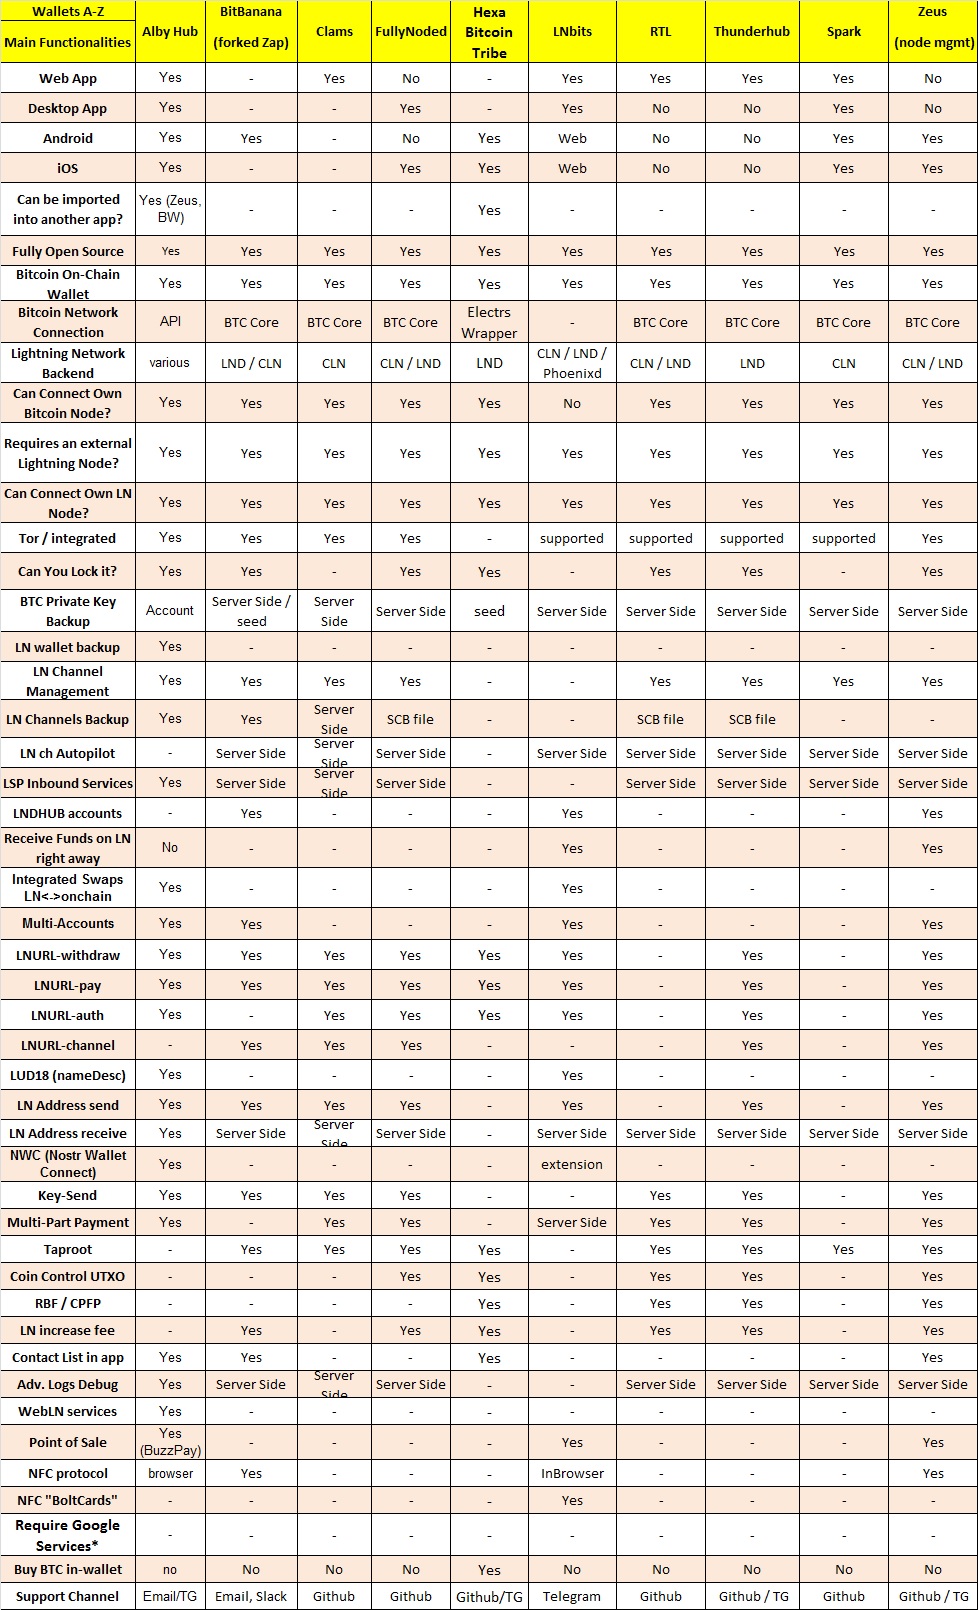 Wallets A-Z
Main Functionalities
Alby Hub
BitBanana
(forked Zap)
Clams
FullyNoded
Hexa
Bitcoin
Tribe
LNbits
RTL
Thunderhub
Spark
Zeus
(node mgmt)
Web App Yes - Yes No - Yes Yes Yes Yes No
Desktop App Yes - - Yes - Yes No No Yes No
Android Yes Yes - No Yes Web No No Yes Yes
iOS Yes - - Yes Yes Web No No Yes Yes
Can be imported
into another app?
Yes (Zeus,
BW)
- - - Yes - - - - -
Fully Open Source Yes Yes Yes Yes Yes Yes Yes Yes Yes Yes
Bitcoin On-Chain
Wallet
Yes Yes Yes Yes Yes Yes Yes Yes Yes Yes
Bitcoin Network
Connection
API BTC Core BTC Core BTC Core
Electrs
Wrapper
- BTC Core BTC Core BTC Core BTC Core
Lightning Network
Backend
various LND / CLN CLN CLN / LND LND
CLN / LND /
Phoenixd
CLN / LND LND CLN CLN / LND
Can Connect Own
Bitcoin Node?
Yes Yes Yes Yes Yes No Yes Yes Yes Yes
Requires an external
Lightning Node?
Yes Yes Yes Yes Yes Yes Yes Yes Yes Yes
Can Connect Own LN
Node?
Yes Yes Yes Yes Yes Yes Yes Yes Yes Yes
Tor / integrated Yes Yes Yes Yes - supported supported supported supported Yes
Can You Lock it? Yes Yes - Yes Yes - Yes Yes - Yes
BTC Private Key
Backup
Account
Server Side /
seed
Server
Side
Server Side seed Server Side Server Side Server Side Server Side Server Side
LN wallet backup Yes - - - - - - - - -
LN Channel
Management
Yes Yes Yes Yes - - Yes Yes Yes Yes
LN Channels Backup Yes Yes
Server
Side
SCB file - - SCB file SCB file - -
LN ch Autopilot - Server Side
Server
Side
Server Side - Server Side Server Side Server Side Server Side Server Side
LSP Inbound Services Yes Server Side
Server
Side
Server Side - - Server Side Server Side Server Side Server Side
LNDHUB accounts - Yes - - - Yes - - - Yes
Receive Funds on LN
right away
No - - - - Yes - - - Yes
Integrated Swaps
LN<->onchain
Yes - - - - Yes - - - -
Multi-Accounts Yes Yes - - - Yes - - - Yes
LNURL-withdraw Yes Yes Yes Yes Yes Yes - Yes - Yes
LNURL-pay Yes Yes Yes Yes Yes Yes - Yes - Yes
LNURL-auth Yes - Yes Yes Yes Yes - Yes - Yes
LNURL-channel - Yes Yes Yes - - - Yes - Yes
LUD18 (nameDesc) Yes - - - - Yes - - - -
LN Address send Yes Yes Yes Yes - Yes - Yes - Yes
LN Address receive Yes Server Side
Server
Side
Server Side - Server Side Server Side Server Side Server Side Server Side
NWC (Nostr Wallet
Connect)
Yes - - - - extension - - - -
Key-Send Yes Yes Yes Yes - - Yes Yes - Yes
Multi-Part Payment Yes - Yes Yes - Server Side Yes Yes - Yes
Taproot - Yes Yes Yes Yes - Yes Yes Yes Yes
Coin Control UTXO - - - Yes Yes - Yes Yes - Yes
RBF / CPFP - - - - Yes - Yes Yes - Yes
LN increase fee - Yes - Yes Yes - Yes Yes - Yes
Contact List in app Yes Yes - - Yes - - - - Yes
Adv. Logs Debug Yes Server Side
Server
Side
Server Side - - Server Side Server Side Server Side Server Side
WebLN services Yes - - - - - - - - -
Point of Sale
Yes
(BuzzPay)
- - - - Yes - - - Yes
NFC protocol browser Yes - - - InBrowser - - - Yes
NFC "BoltCards" - - - - - Yes - - - -
Require Google
Services*
- - - - - - - - - -
Buy BTC in-wallet no No No No Yes No No No No No
Support Channel Email/TG Email, Slack Github Github Github/TG Telegram Github Github / TG Github Github / TG